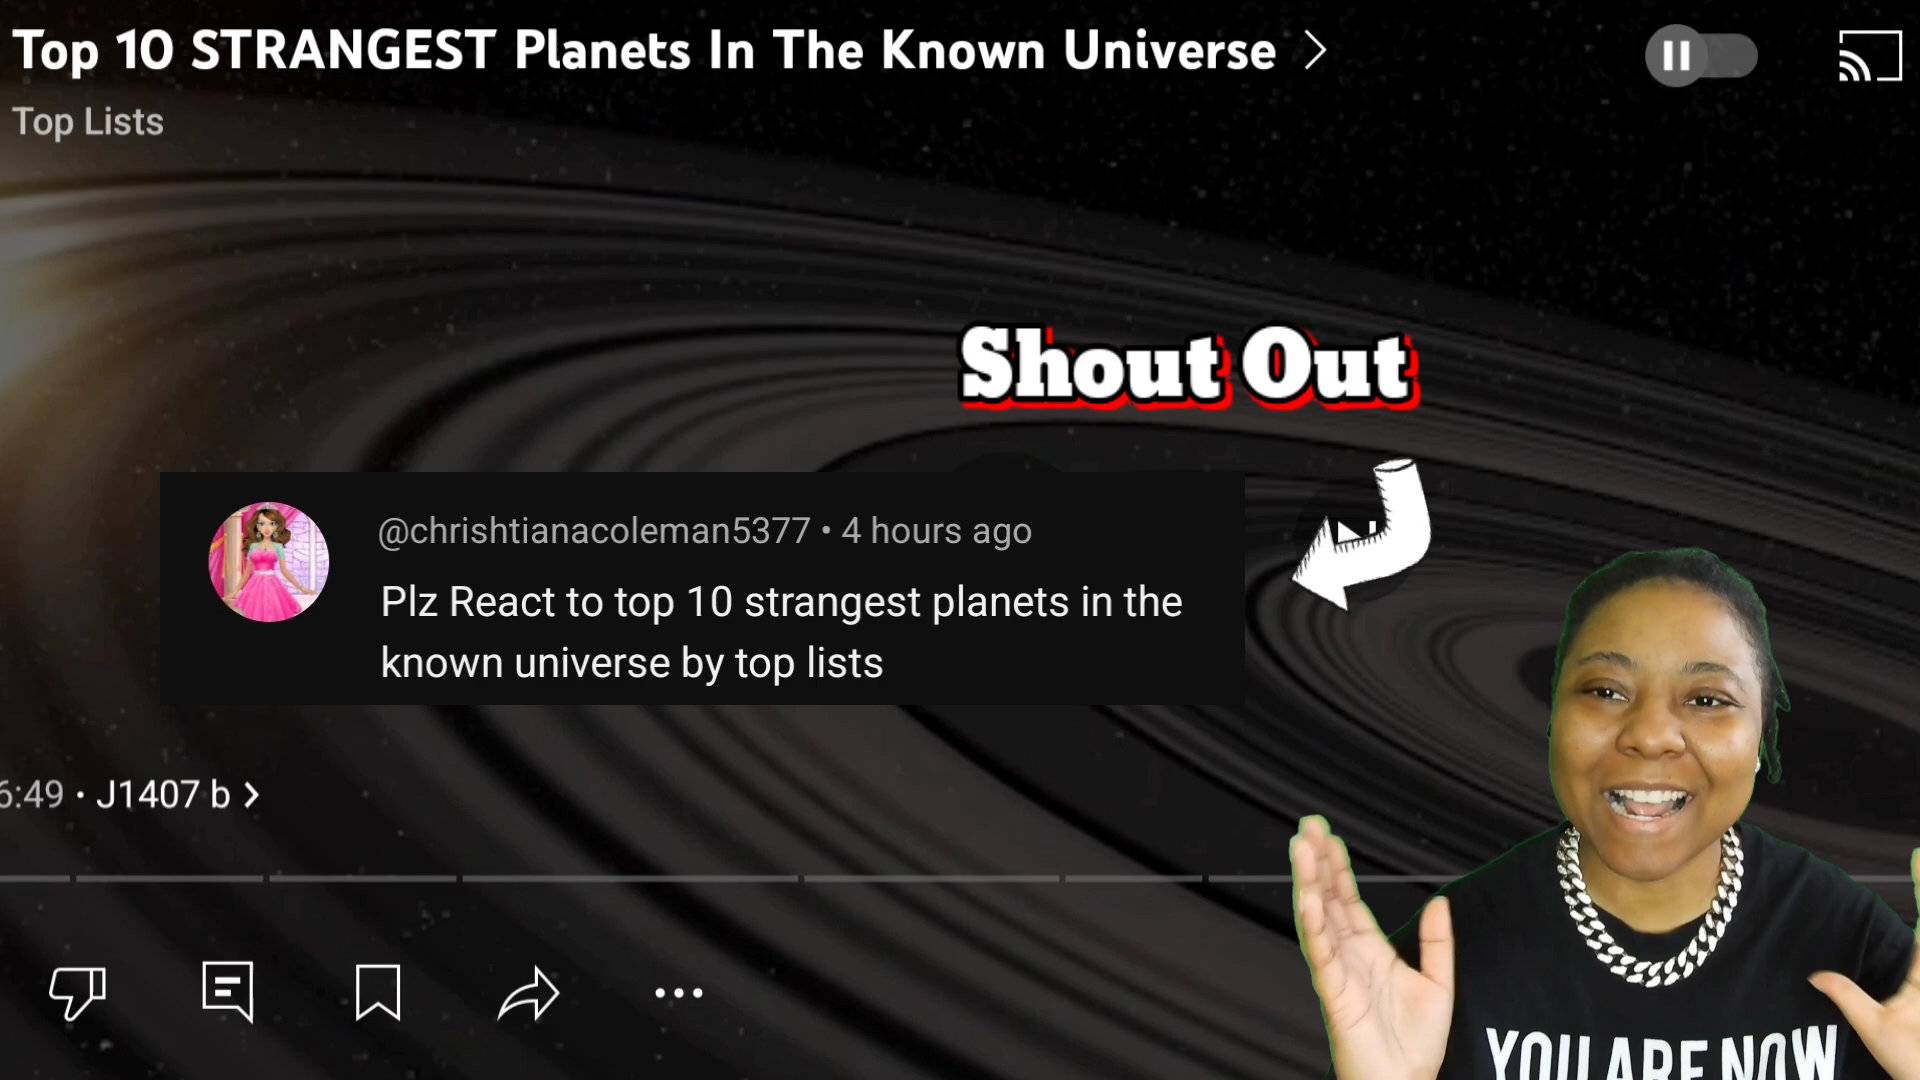 Top 10 STRANGEST Planets In The Known Universe
Top Lists
Shout Out
@chrishtianacoleman5377 • 4 hours ago
Plz React to top 10 strangest planets in the
known universe by top lists
6:49 • J1407 b
YOU ARE NOW